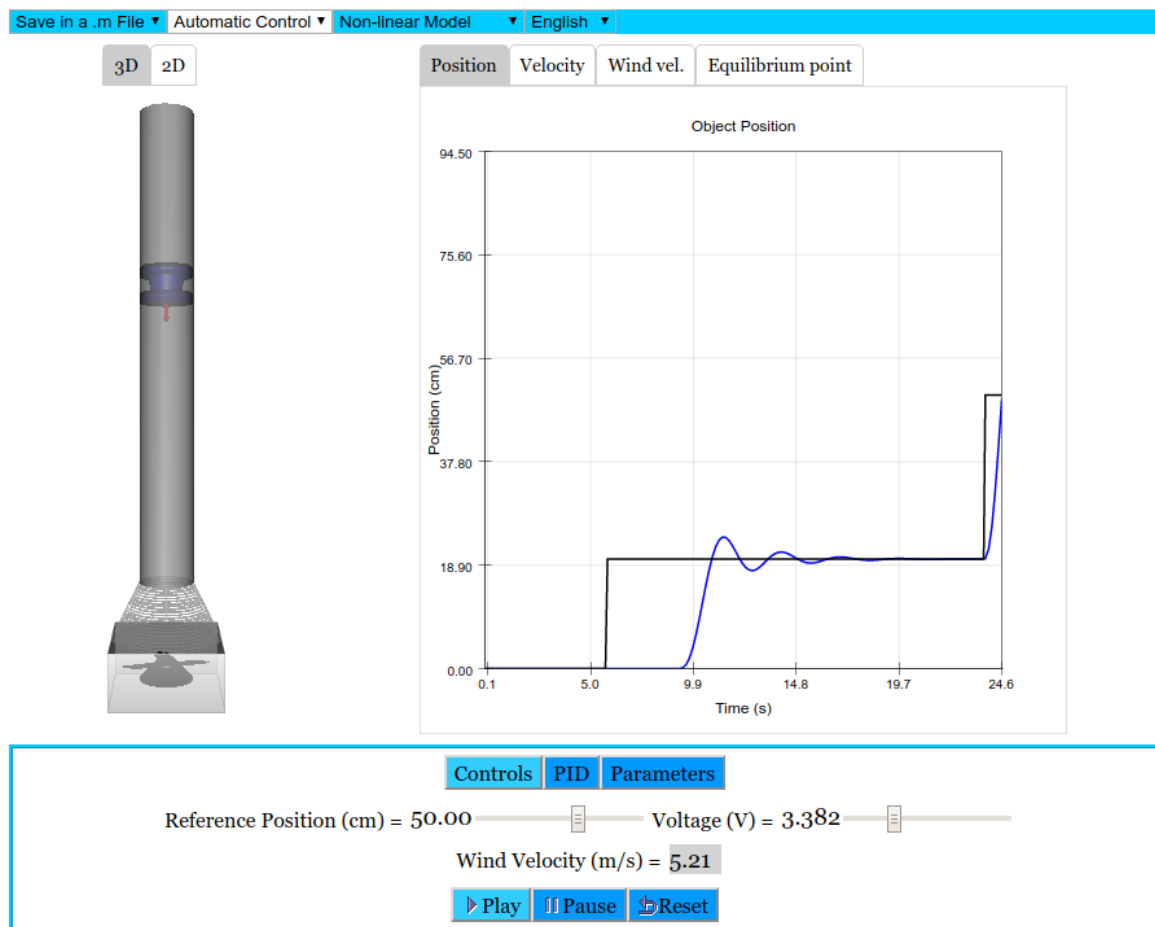 Save in a .m File ▼ Automatic Control ▼ Non-linear Model ▼ English ▼
3D 2D
Position Velocity Wind vel. Equilibrium point
Object Position
94.50
75.60
56.70
37.80
18.90
0.00
Position (cm)
0.1 5.0 9.9 14.8 19.7 24.6
Time (s)
Controls PID Parameters
Reference Position (cm) = 50.00 Voltage (V) = 3.382
Wind Velocity (m/s) = 5.21
Play Pause Reset